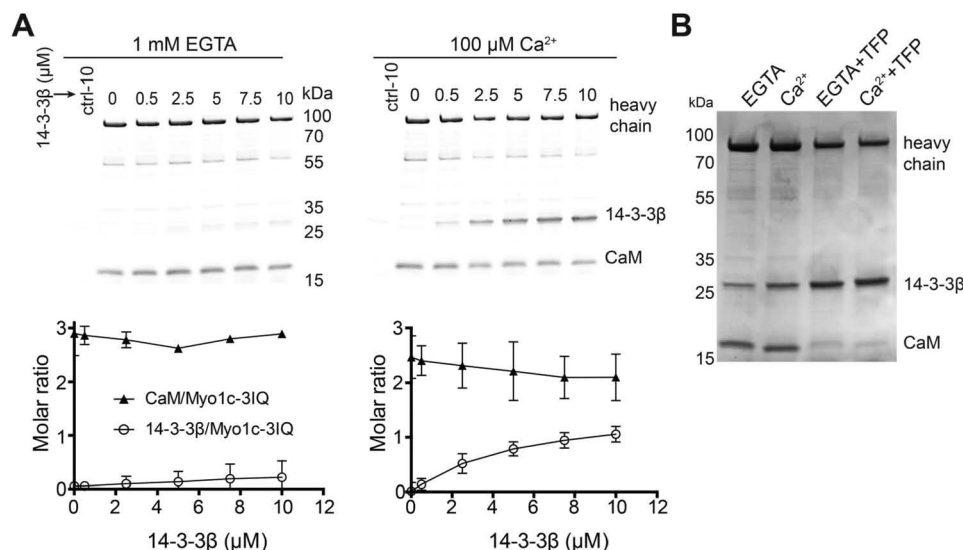 A
B
1 mM EGTA
100 µM Ca²⁺
14-3-3β (µM)
ctrl-10
0 0.5 2.5 5 7.5 10 kDa
100
70
55
35
25
15
ctrl-10
0 0.5 2.5 5 7.5 10
heavy
chain
14-3-3β
CaM
Molar ratio
3
2
1
0
CaM/Myo1c-3IQ
14-3-3β/Myo1c-3IQ
0 2 4 6 8 10 12
14-3-3β (µM)
Molar ratio
3
2
1
0
0 2 4 6 8 10 12
14-3-3β (µM)
EGTA
Ca²⁺
EGTA+TFP
Ca²⁺+TFP
kDa
100
70
55
35
25
15
heavy
chain
14-3-3β
CaM